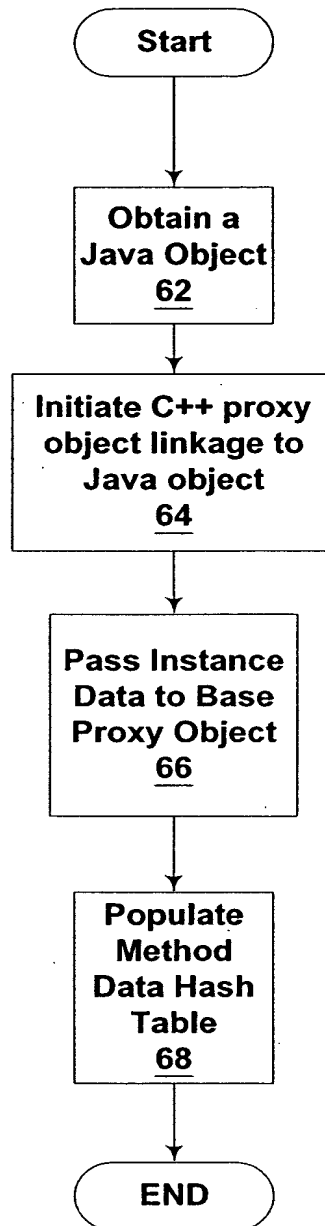 Start
Obtain a
Java Object
62
Initiate C++ proxy
object linkage to
Java object
64
Pass Instance
Data to Base
Proxy Object
66
Populate
Method
Data Hash
Table
68
END